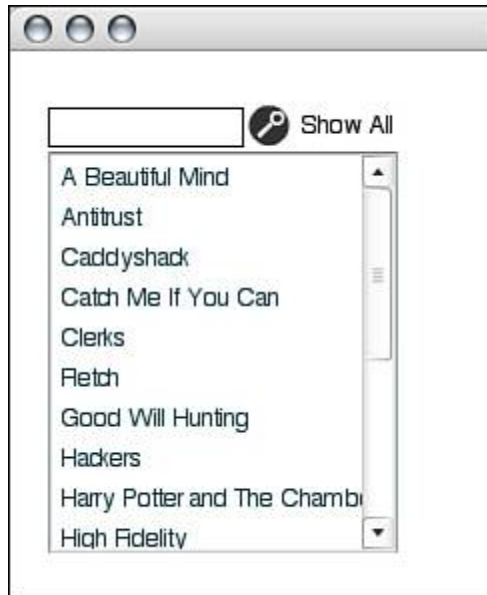 Show All
A Beautiful Mind
Antitrust
Caddyshack
Catch Me If You Can
Clerks
Fletch
Good Will Hunting
Hackers
Harry Potter and The Chamb
High Fidelity